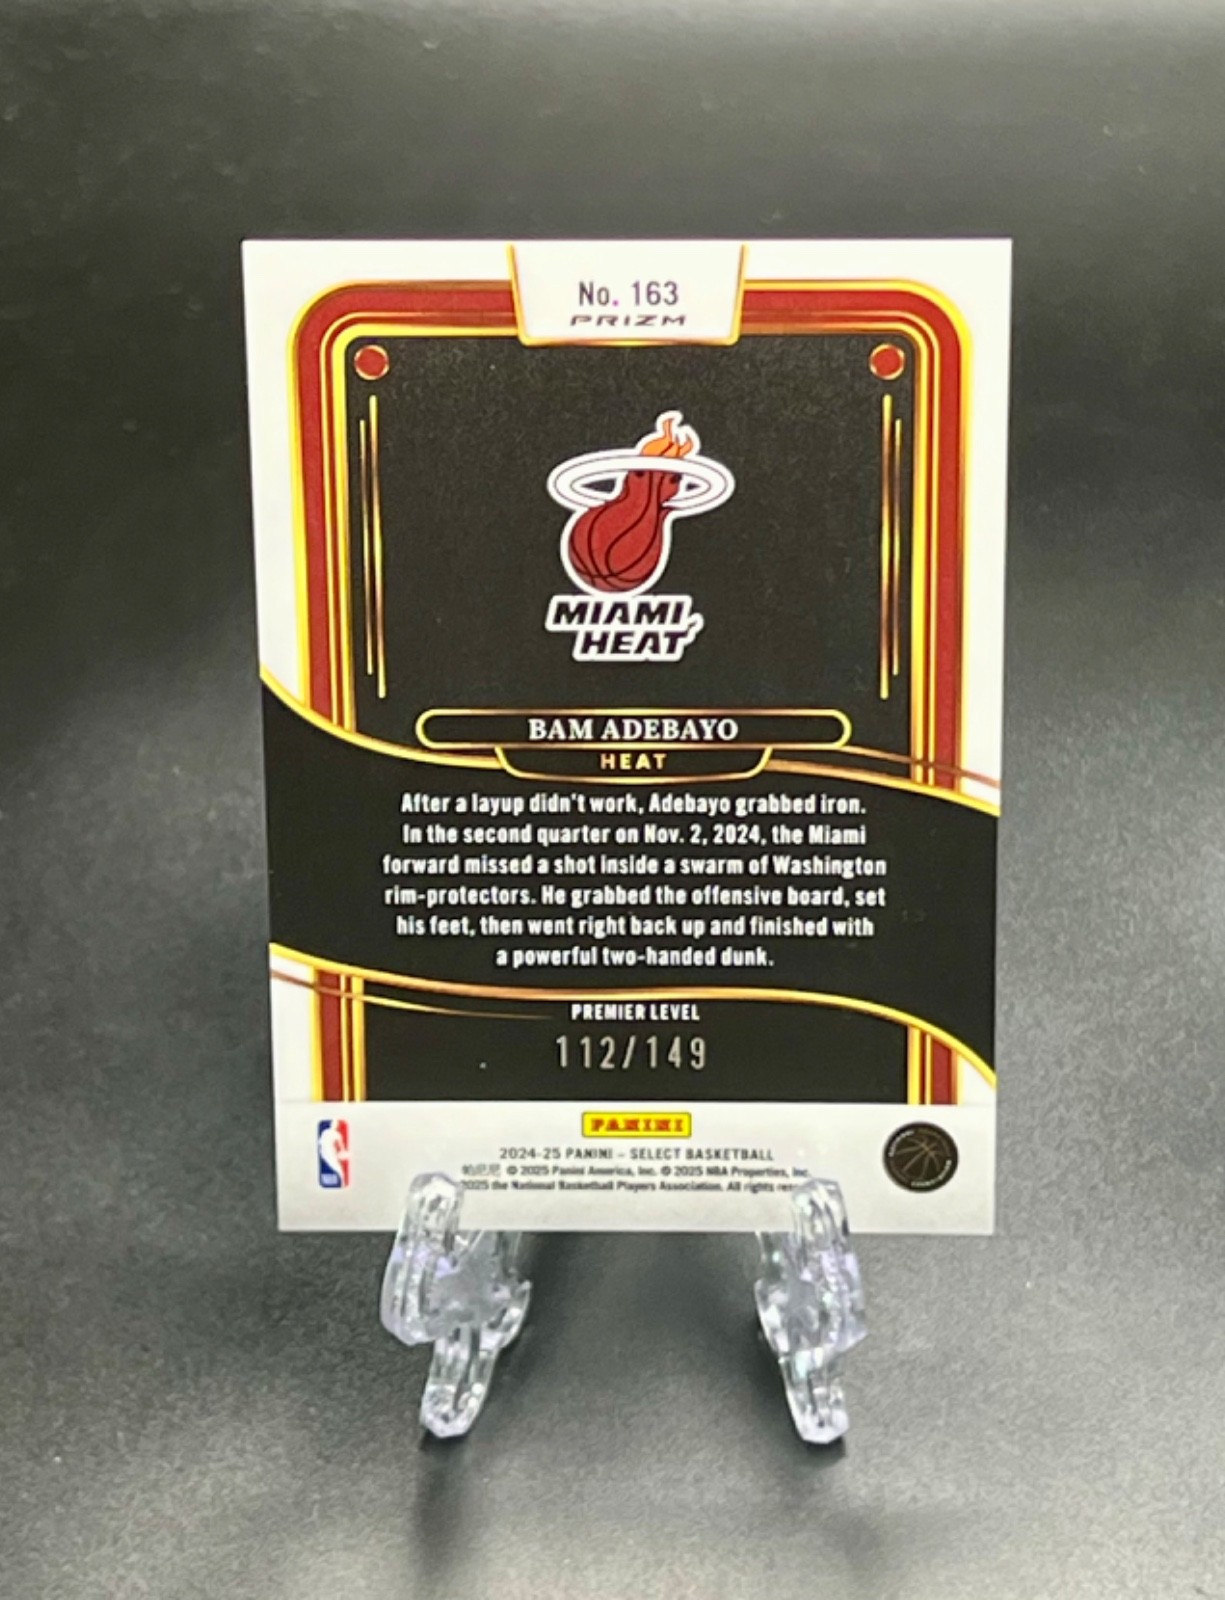 No. 163
PRIZM
MIAMI
HEAT
BAM ADEBAYO
HEAT
After a layup didn't work, Adebayo grabbed iron.
In the second quarter on Nov. 2, 2024, the Miami
forward missed a shot inside a swarm of Washington
rim-protectors. He grabbed the offensive board, set
his feet, then went right back up and finished with
a powerful two-handed dunk.
PREMIER LEVEL
112/149
PANINI
2024-25 PANINI – SELECT BASKETBALL
© 2025 Panini America, Inc. © 2025 NBA Properties, Inc.
2025 the National Basketball Players Association. All rights